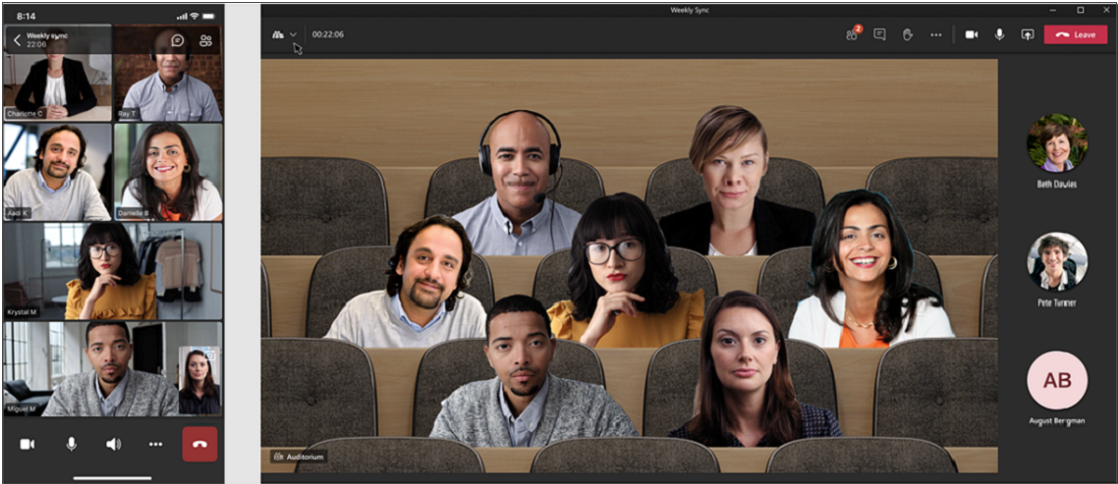 8:14
Weekly sync
22:06
Charlotte C
Ray T
Aadi K
Danielle B
Krystal M
Miguel M
Weekly Sync
00:22:06
2
Leave
Beth Davies
Pete Turner
AB
August Bergman
Auditorium